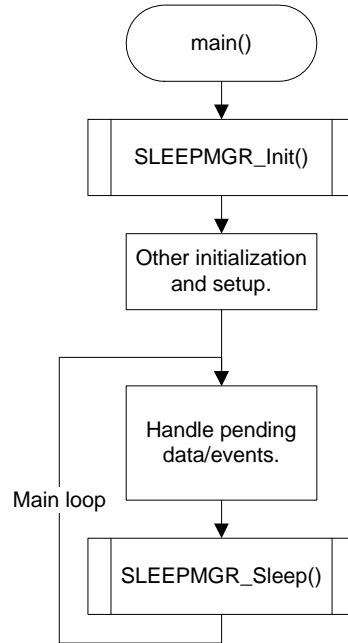 main()
SLEEPMGR_Init()
Other initialization
and setup.
Handle pending
data/events.
Main loop
SLEEPMGR_Sleep()